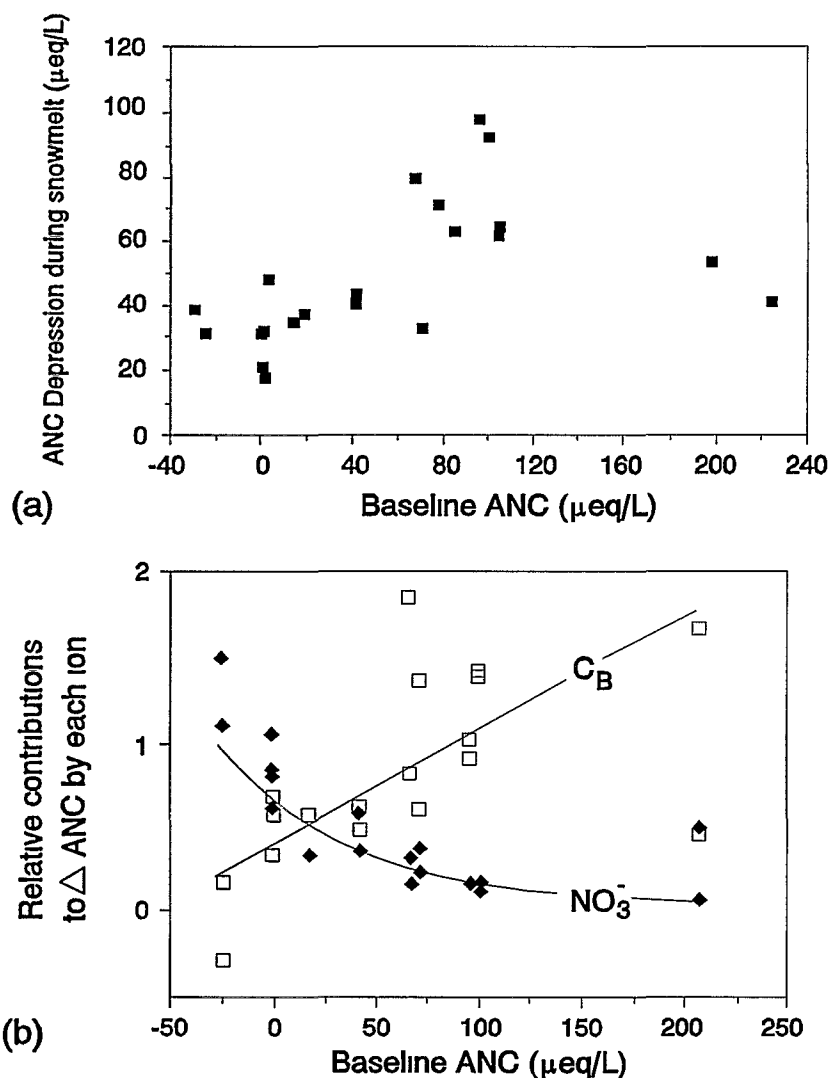 ANC Depression during snowmelt (µeq/L)
120
100
80
60
40
20
0
-40 0 40 80 120 160 200 240
Baseline ANC (µeq/L)
(a)
Relative contributions
to △ ANC by each ion
2
1
0
C_B
NO₃⁻
-50 0 50 100 150 200 250
Baseline ANC (µeq/L)
(b)